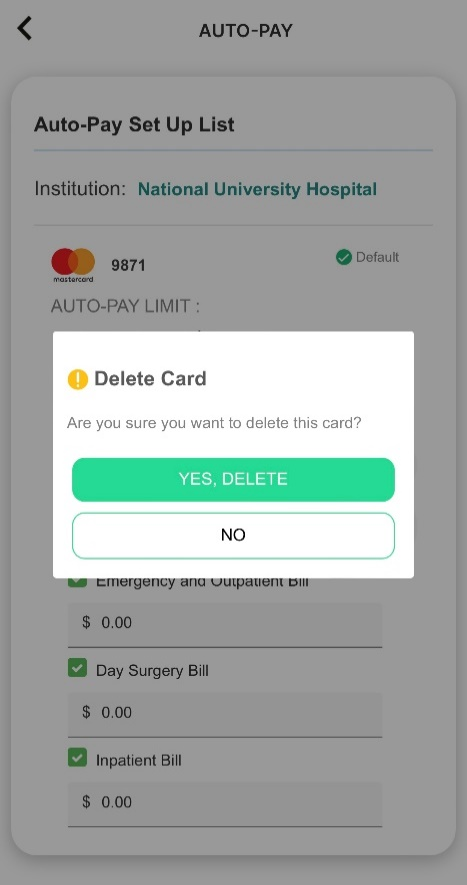 AUTO-PAY
Auto-Pay Set Up List
Institution: National University Hospital
mastercard
9871
Default
AUTO-PAY LIMIT :
Delete Card
Are you sure you want to delete this card?
YES, DELETE
NO
Emergency and Outpatient Bill
$ 0.00
Day Surgery Bill
$ 0.00
Inpatient Bill
$ 0.00